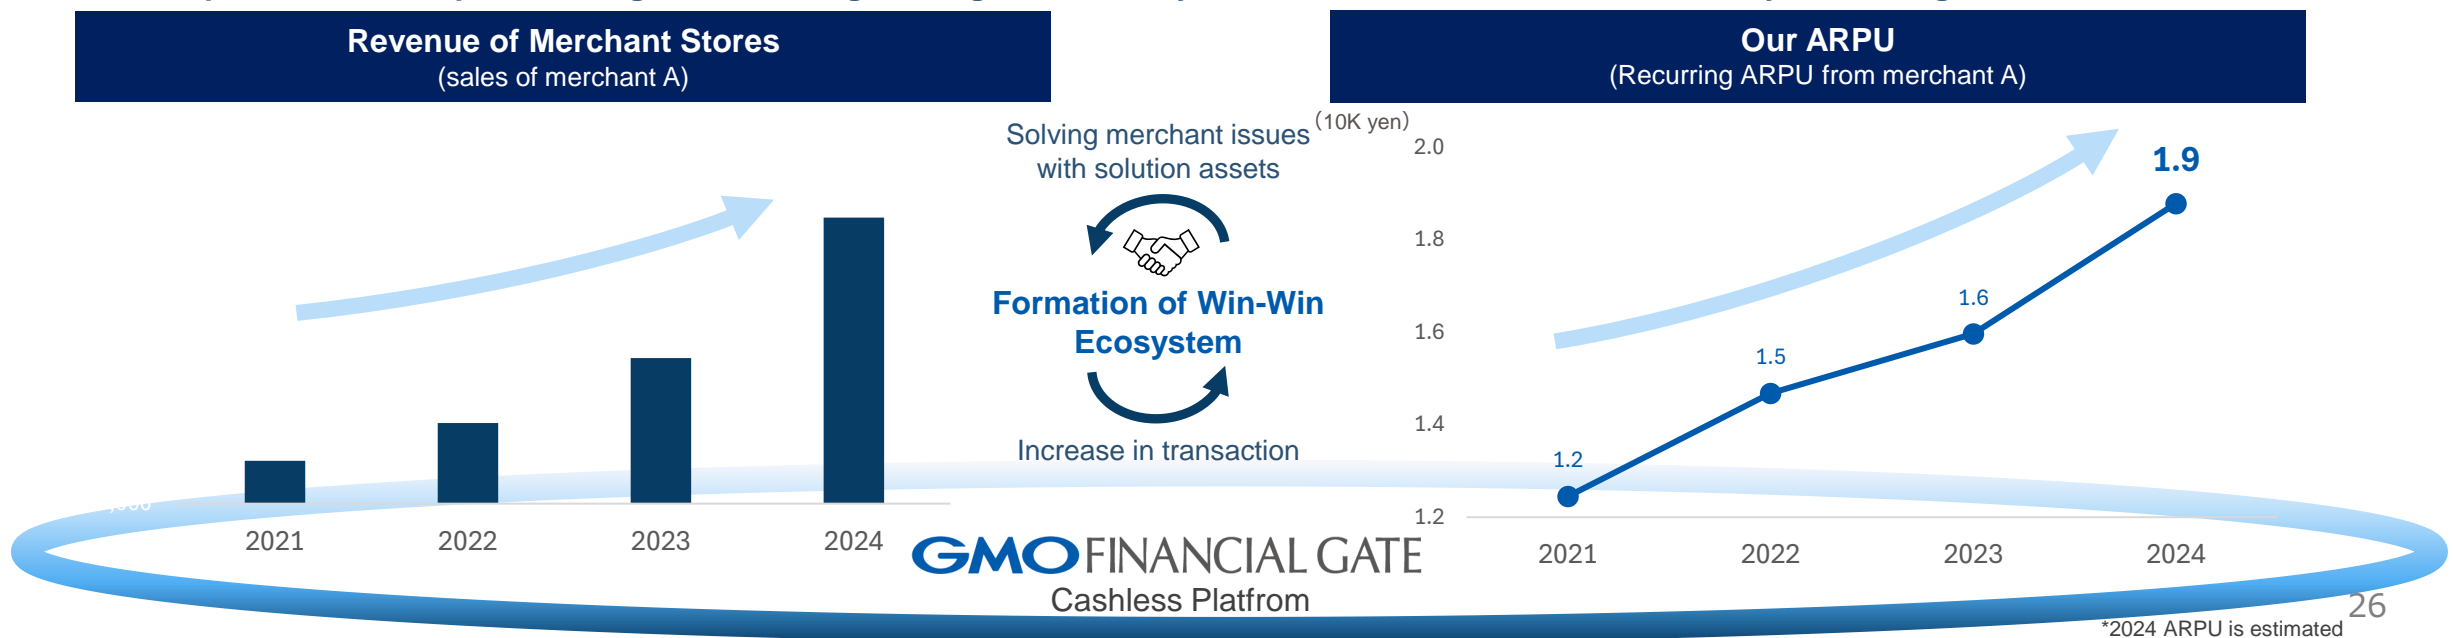 Revenue of Merchant Stores
(sales of merchant A)
2021 2022 2023 2024
Solving merchant issues
with solution assets
Formation of Win-Win
Ecosystem
Increase in transaction
Our ARPU
(Recurring ARPU from merchant A)
(10K yen)
2.0
1.8
1.6
1.4
1.2
1.2
1.5
1.6
1.9
2021 2022 2023 2024
GMO FINANCIAL GATE
Cashless Platfrom
*2024 ARPU is estimated
26